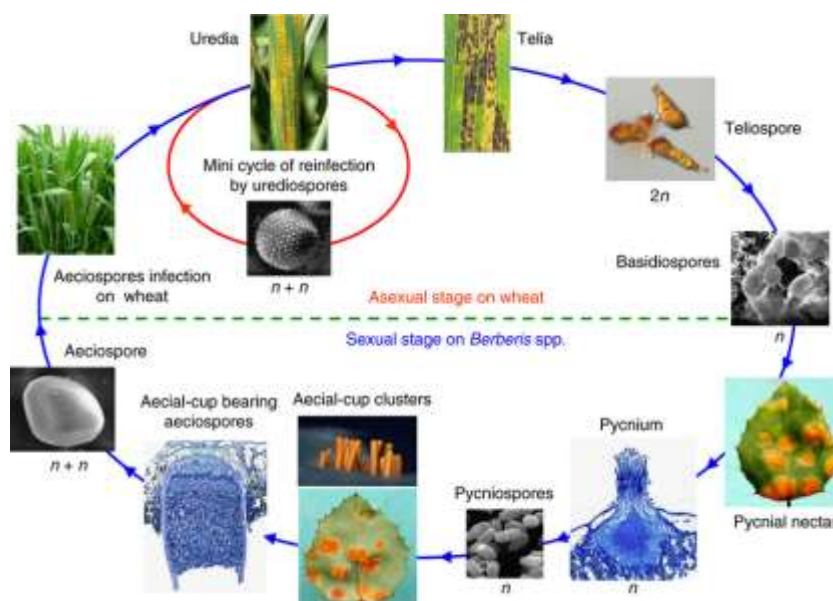 Uredia
Telia
Teliospore
2n
Mini cycle of reinfection
by urediospores
n + n
Basidiospores
n
Aeciospores infection
on wheat
Asexual stage on wheat
Sexual stage on Berberis spp.
Aeciospore
n + n
Aecial-cup bearing
aeciospores
Aecial-cup clusters
Pycniospores
n
Pycnium
n
Pycnial nectar